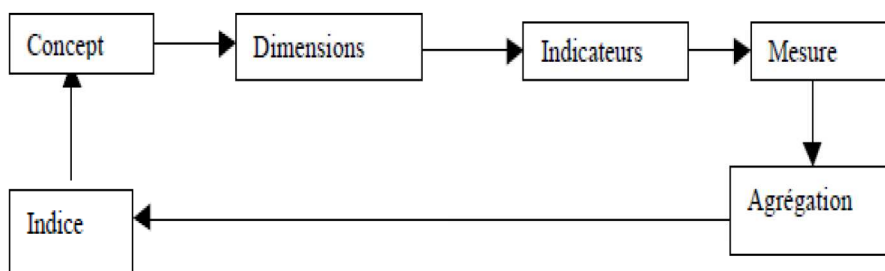 Concept
Dimensions
Indicateurs
Mesure
Agrégation
Indice